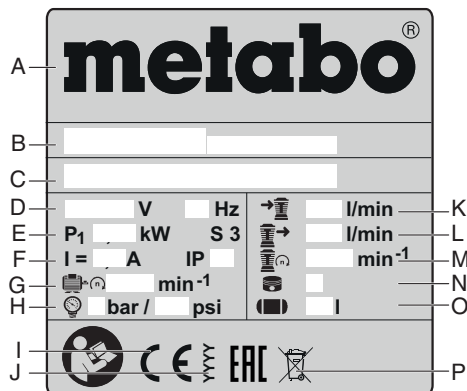 metabo®
A
B
C
D V Hz l/min K
E P1 kW S 3 l/min L
F I = A IP min-1 M
G min-1 N
H bar / psi l O
I CE EAC
J P